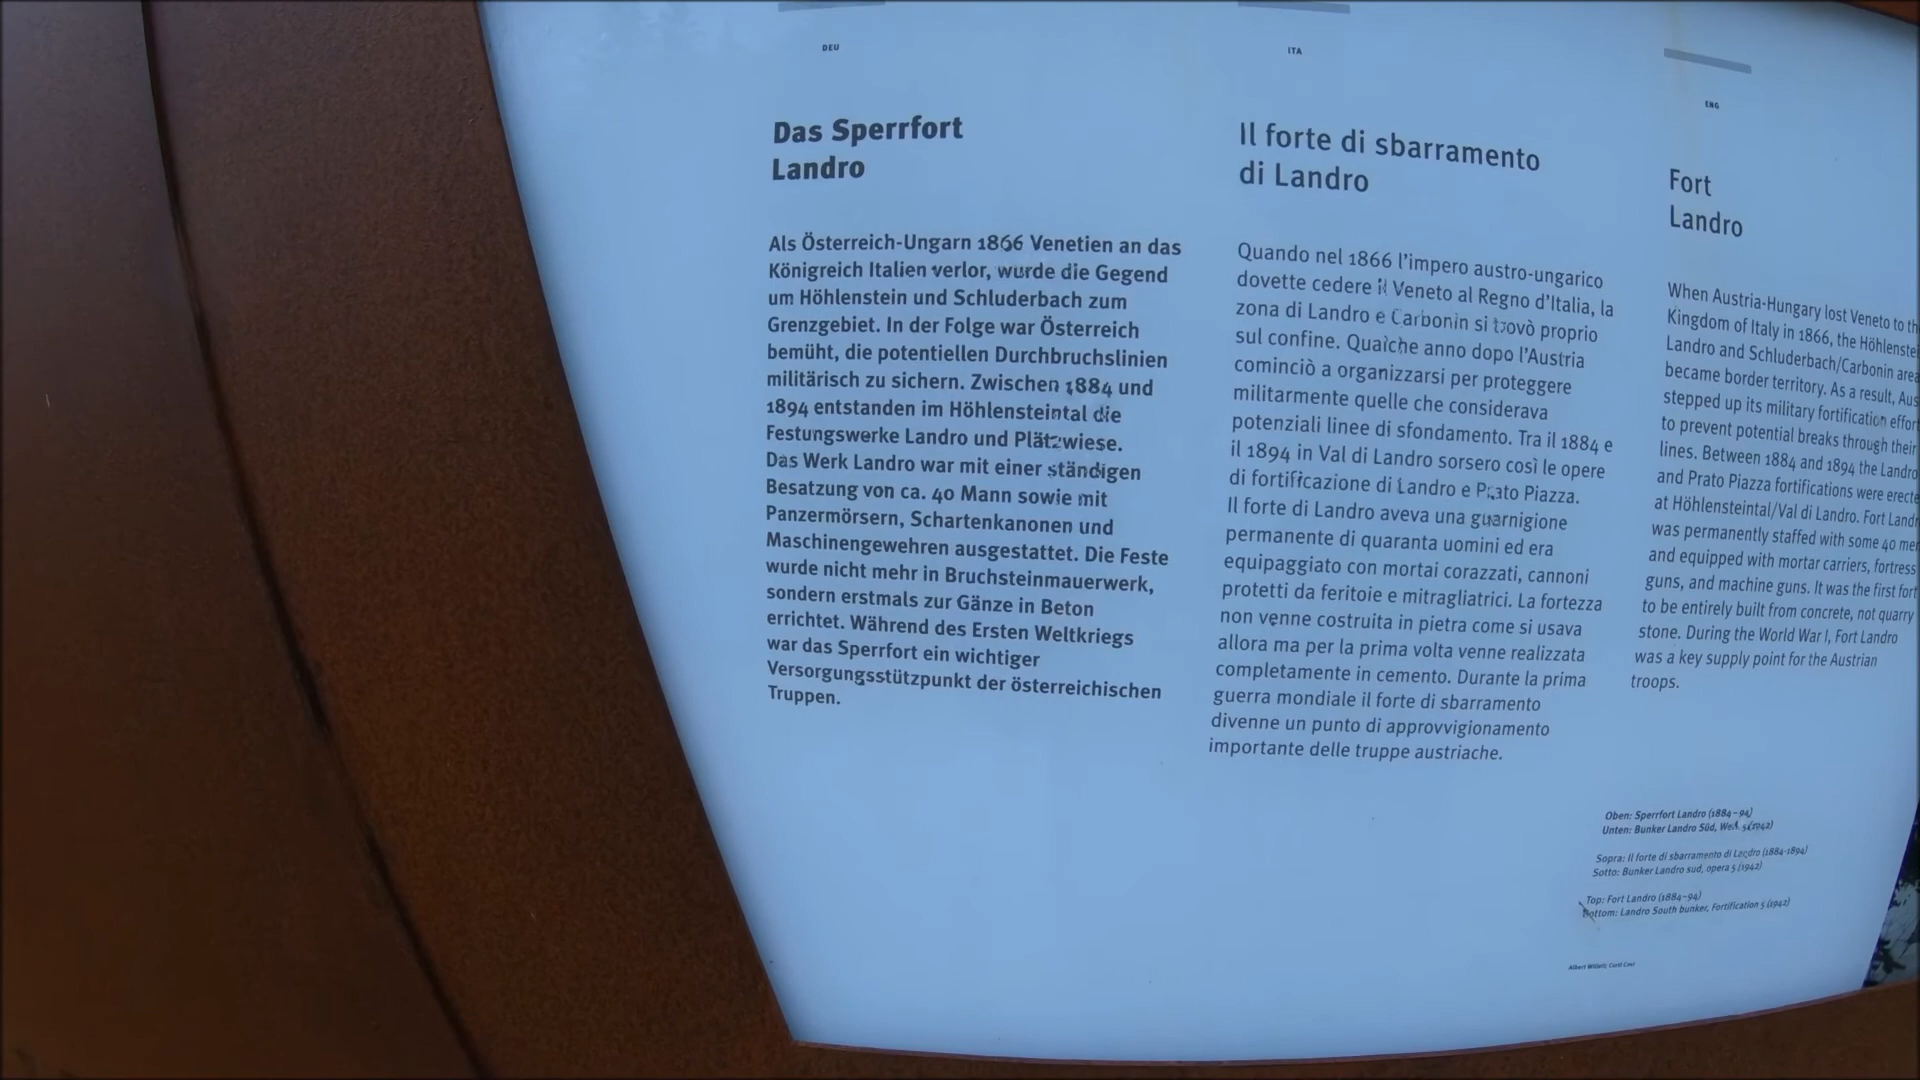 DEU
Das Sperrfort
Landro
Als Österreich-Ungarn 1866 Venetien an das
Königreich Italien verlor, wurde die Gegend
um Höhlenstein und Schluderbach zum
Grenzgebiet. In der Folge war Österreich
bemüht, die potentiellen Durchbruchslinien
militärisch zu sichern. Zwischen 1884 und
1894 entstanden im Höhlensteintal die
Festungswerke Landro und Plätzwiese.
Das Werk Landro war mit einer ständigen
Besatzung von ca. 40 Mann sowie mit
Panzermörsern, Schartenkanonen und
Maschinengewehren ausgestattet. Die Feste
wurde nicht mehr in Bruchsteinmauerwerk,
sondern erstmals zur Gänze in Beton
errichtet. Während des Ersten Weltkriegs
war das Sperrfort ein wichtiger
Versorgungsstützpunkt der österreichischen
Truppen.
ITA
Il forte di sbarramento
di Landro
Quando nel 1866 l'impero austro-ungarico
dovette cedere il Veneto al Regno d'Italia, la
zona di Landro e Carbonin si trovò proprio
sul confine. Qualche anno dopo l'Austria
cominciò a organizzarsi per proteggere
militarmente quelle che considerava
potenziali linee di sfondamento. Tra il 1884 e
il 1894 in Val di Landro sorsero così le opere
di fortificazione di Landro e Prato Piazza.
Il forte di Landro aveva una guarnigione
permanente di quaranta uomini ed era
equipaggiato con mortai corazzati, cannoni
protetti da feritoie e mitragliatrici. La fortezza
non venne costruita in pietra come si usava
allora ma per la prima volta venne realizzata
completamente in cemento. Durante la prima
guerra mondiale il forte di sbarramento
divenne un punto di approvvigionamento
importante delle truppe austriache.
ENG
Fort
Landro
When Austria-Hungary lost Veneto to th
Kingdom of Italy in 1866, the Höhlenste
Landro and Schluderbach/Carbonin area
became border territory. As a result, Aus
stepped up its military fortification effor
to prevent potential breaks through their
lines. Between 1884 and 1894 the Landro
and Prato Piazza fortifications were erecte
at Höhlensteintal/Val di Landro. Fort Landr
was permanently staffed with some 40 me
and equipped with mortar carriers, fortress
guns, and machine guns. It was the first fort
to be entirely built from concrete, not quarry
stone. During the World War I, Fort Landro
was a key supply point for the Austrian
troops.
Oben: Sperrfort Landro (1884–94)
Unten: Bunker Landro Süd, Werk 5 (1942)
Sopra: Il forte di sbarramento di Landro (1884-1894)
Sotto: Bunker Landro sud, opera 5 (1942)
Top: Fort Landro (1884–94)
Bottom: Landro South bunker, Fortification 5 (1942)
Albert